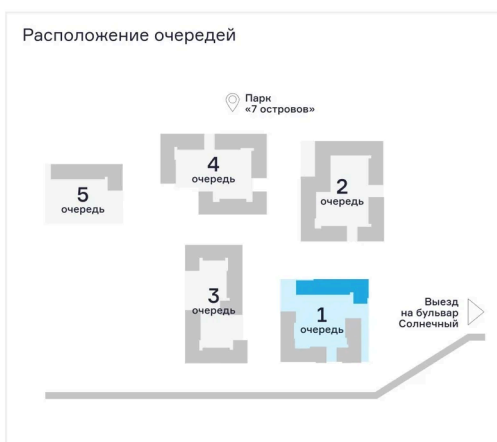 Расположение очередей
Парк
«7 островов»
4
очередь
5
очередь
2
очередь
3
очередь
1
очередь
Выезд
на бульвар
Солнечный